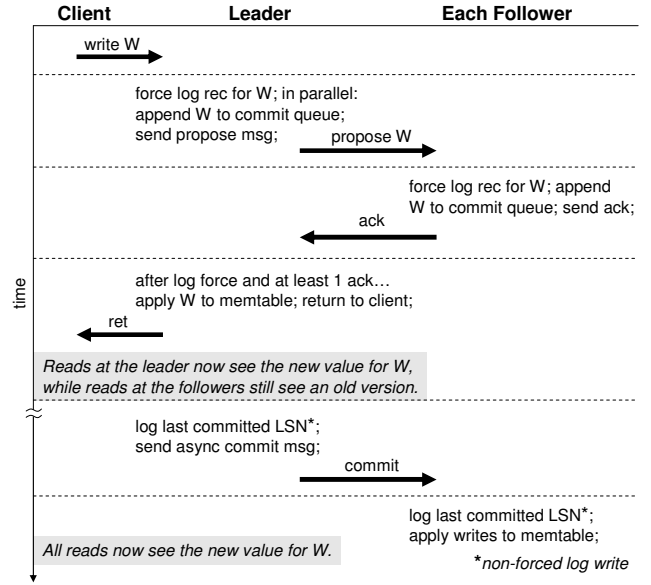 Client Leader Each Follower
write W
force log rec for W; in parallel:
append W to commit queue;
send propose msg;
propose W
force log rec for W; append
W to commit queue; send ack;
ack
time
after log force and at least 1 ack…
apply W to memtable; return to client;
ret
Reads at the leader now see the new value for W,
while reads at the followers still see an old version.
log last committed LSN*;
send async commit msg;
commit
log last committed LSN*;
apply writes to memtable;
All reads now see the new value for W.
*non-forced log write